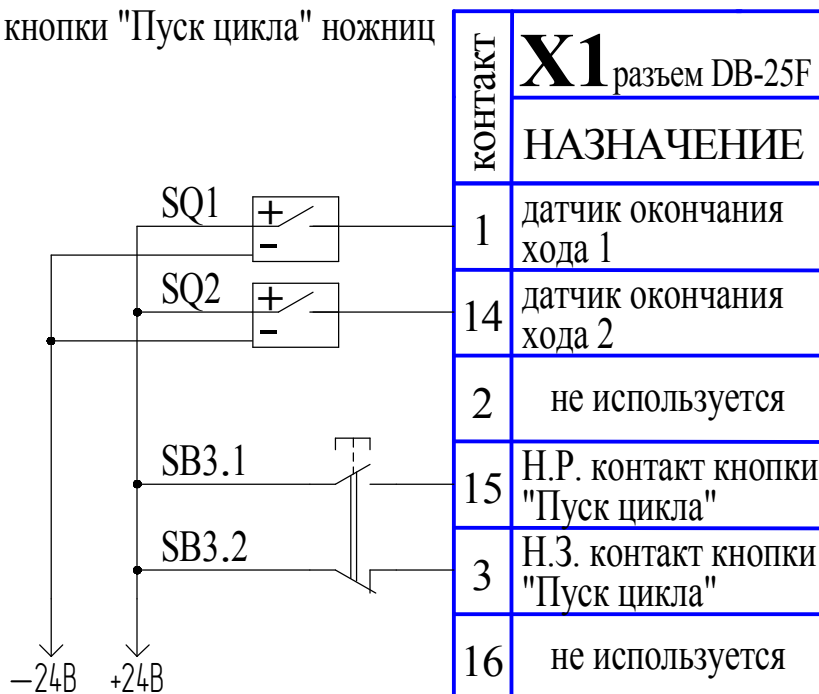 кнопки "Пуск цикла" ножниц
контакт
X1 разъем DB-25F
НАЗНАЧЕНИЕ
SQ1
+
−
1
датчик окончания
хода 1
SQ2
+
−
14
датчик окончания
хода 2
2
не используется
SB3.1
15
Н.Р. контакт кнопки
"Пуск цикла"
SB3.2
3
Н.З. контакт кнопки
"Пуск цикла"
16
не используется
−24В
+24В